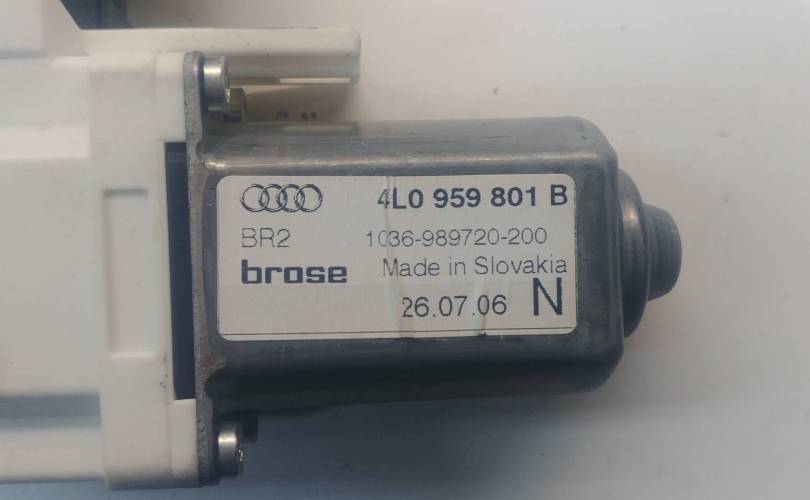 4L0 959 801 B
BR2 1036-989720-200
brose Made in Slovakia
26.07.06 N